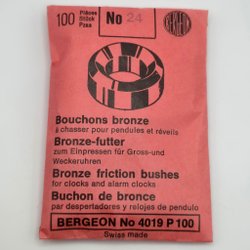 100 Pièces
Stück
Pzas
No 24
BERGEON
Bouchons bronze
à chasser pour pendules et réveils
Bronze-futter
zum Einpressen für Gross-und
Weckeruhren
Bronze friction bushes
for clocks and alarm clocks
Buchon de bronce
par despertadores y relojes de pendulo
BERGEON No 4019 P 100
Swiss made